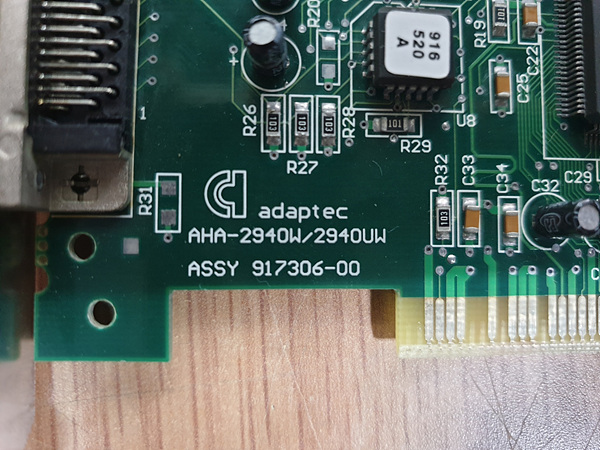 R20
R19
C22
C25
916
520
A
+
1
R26
103
103
103
R28
R27
101
R29
U8
R31
R32
103
C33
C34
C32
C29
adaptec
AHA-2940W/2940UW
ASSY 917306-00